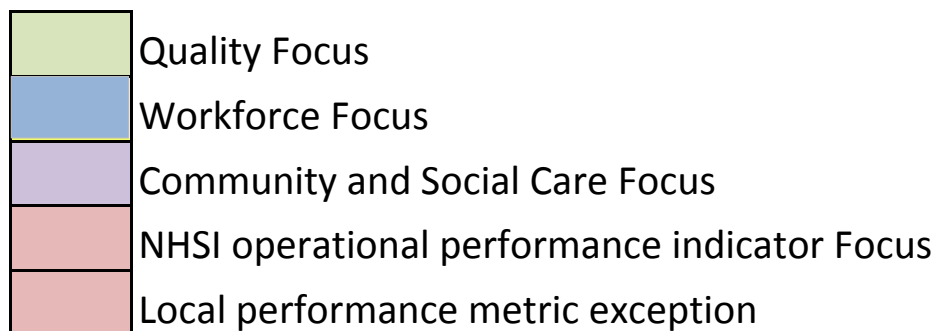 Quality Focus
Workforce Focus
Community and Social Care Focus
NHSI operational performance indicator Focus
Local performance metric exception